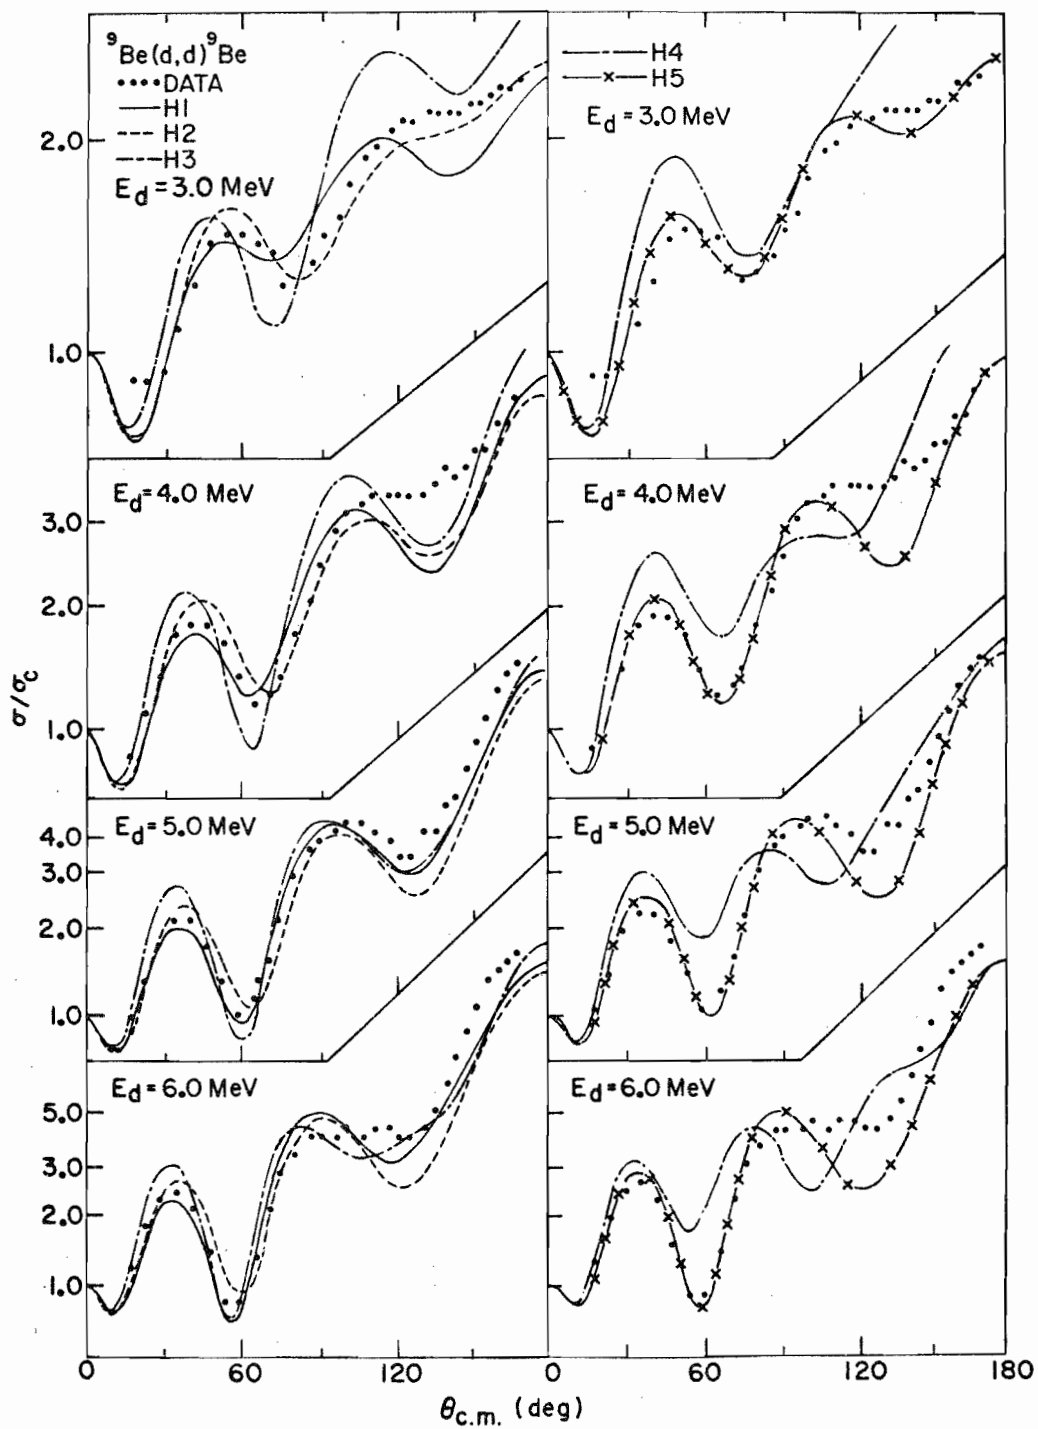 ⁹Be(d,d)⁹Be
DATA
H1
H2
H3
E_d = 3.0 MeV
2.0
1.0
H4
H5
E_d = 3.0 MeV
E_d = 4.0 MeV
3.0
2.0
1.0
E_d = 4.0 MeV
σ/σ_c
E_d = 5.0 MeV
4.0
3.0
2.0
1.0
E_d = 5.0 MeV
E_d = 6.0 MeV
5.0
3.0
2.0
1.0
E_d = 6.0 MeV
0 60 120 0 60 120 180
θ_c.m. (deg)